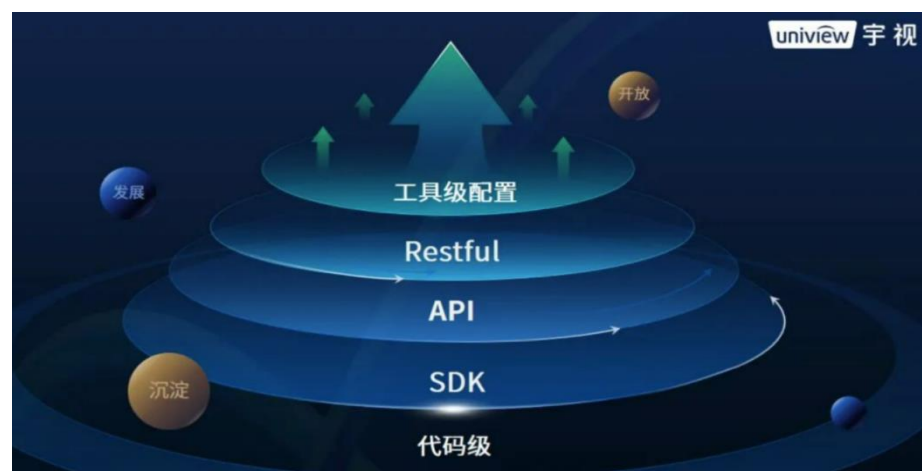 uniview 宇视
开放
发展
工具级配置
Restful
API
SDK
沉淀
代码级